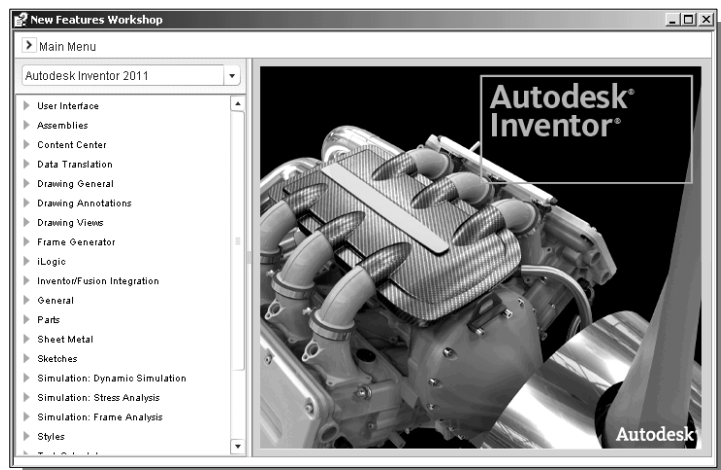 New Features Workshop
Main Menu
Autodesk Inventor 2011
User Interface
Assemblies
Content Center
Data Translation
Drawing General
Drawing Annotations
Drawing Views
Frame Generator
iLogic
Inventor/Fusion Integration
General
Parts
Sheet Metal
Sketches
Simulation: Dynamic Simulation
Simulation: Stress Analysis
Simulation: Frame Analysis
Styles
Autodesk®
Inventor®
Autodesk